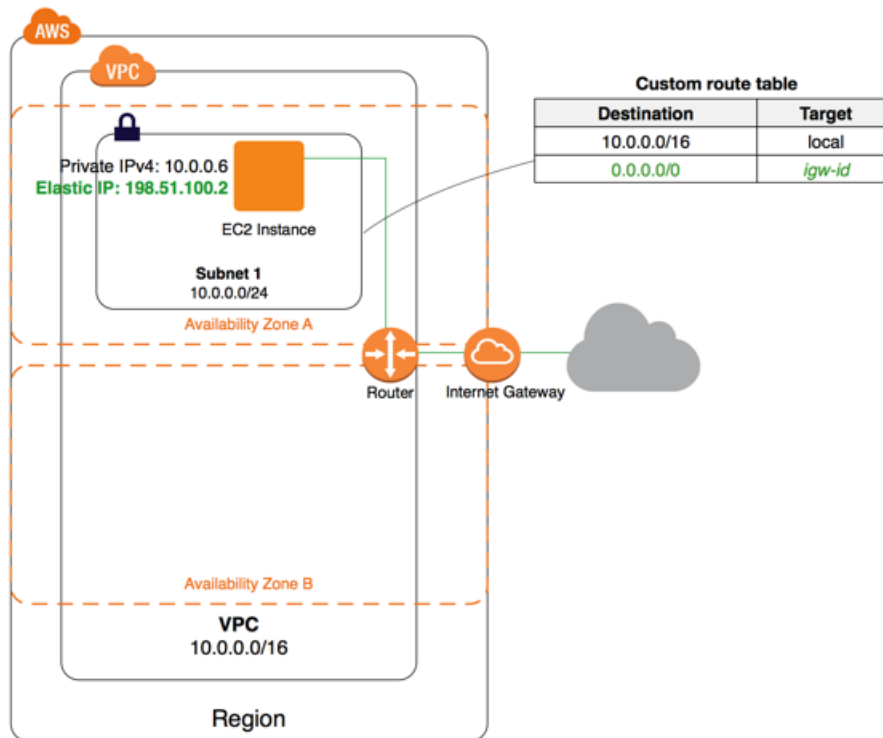 AWS
VPC
Custom route table
Destination Target
10.0.0.0/16 local
0.0.0.0/0 igw-id
Private IPv4: 10.0.0.6
Elastic IP: 198.51.100.2
EC2 Instance
Subnet 1
10.0.0.0/24
Availability Zone A
Router
Internet Gateway
Availability Zone B
VPC
10.0.0.0/16
Region